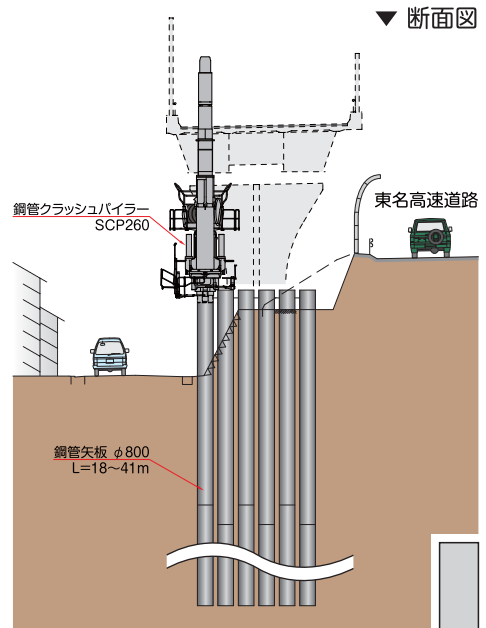 ▼ 断面図
東名高速道路
鋼管クラッシュパイラー
SCP260
鋼管矢板 φ800
L=18～41m